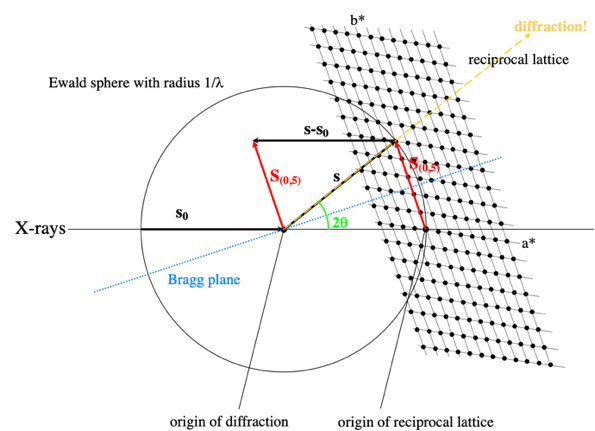 b*
diffraction!
reciprocal lattice
Ewald sphere with radius 1/λ
s-s₀
S₍₀,₅₎
s
S₍₀,₅₎
s₀
2θ
X-rays
a*
Bragg plane
origin of diffraction
origin of reciprocal lattice